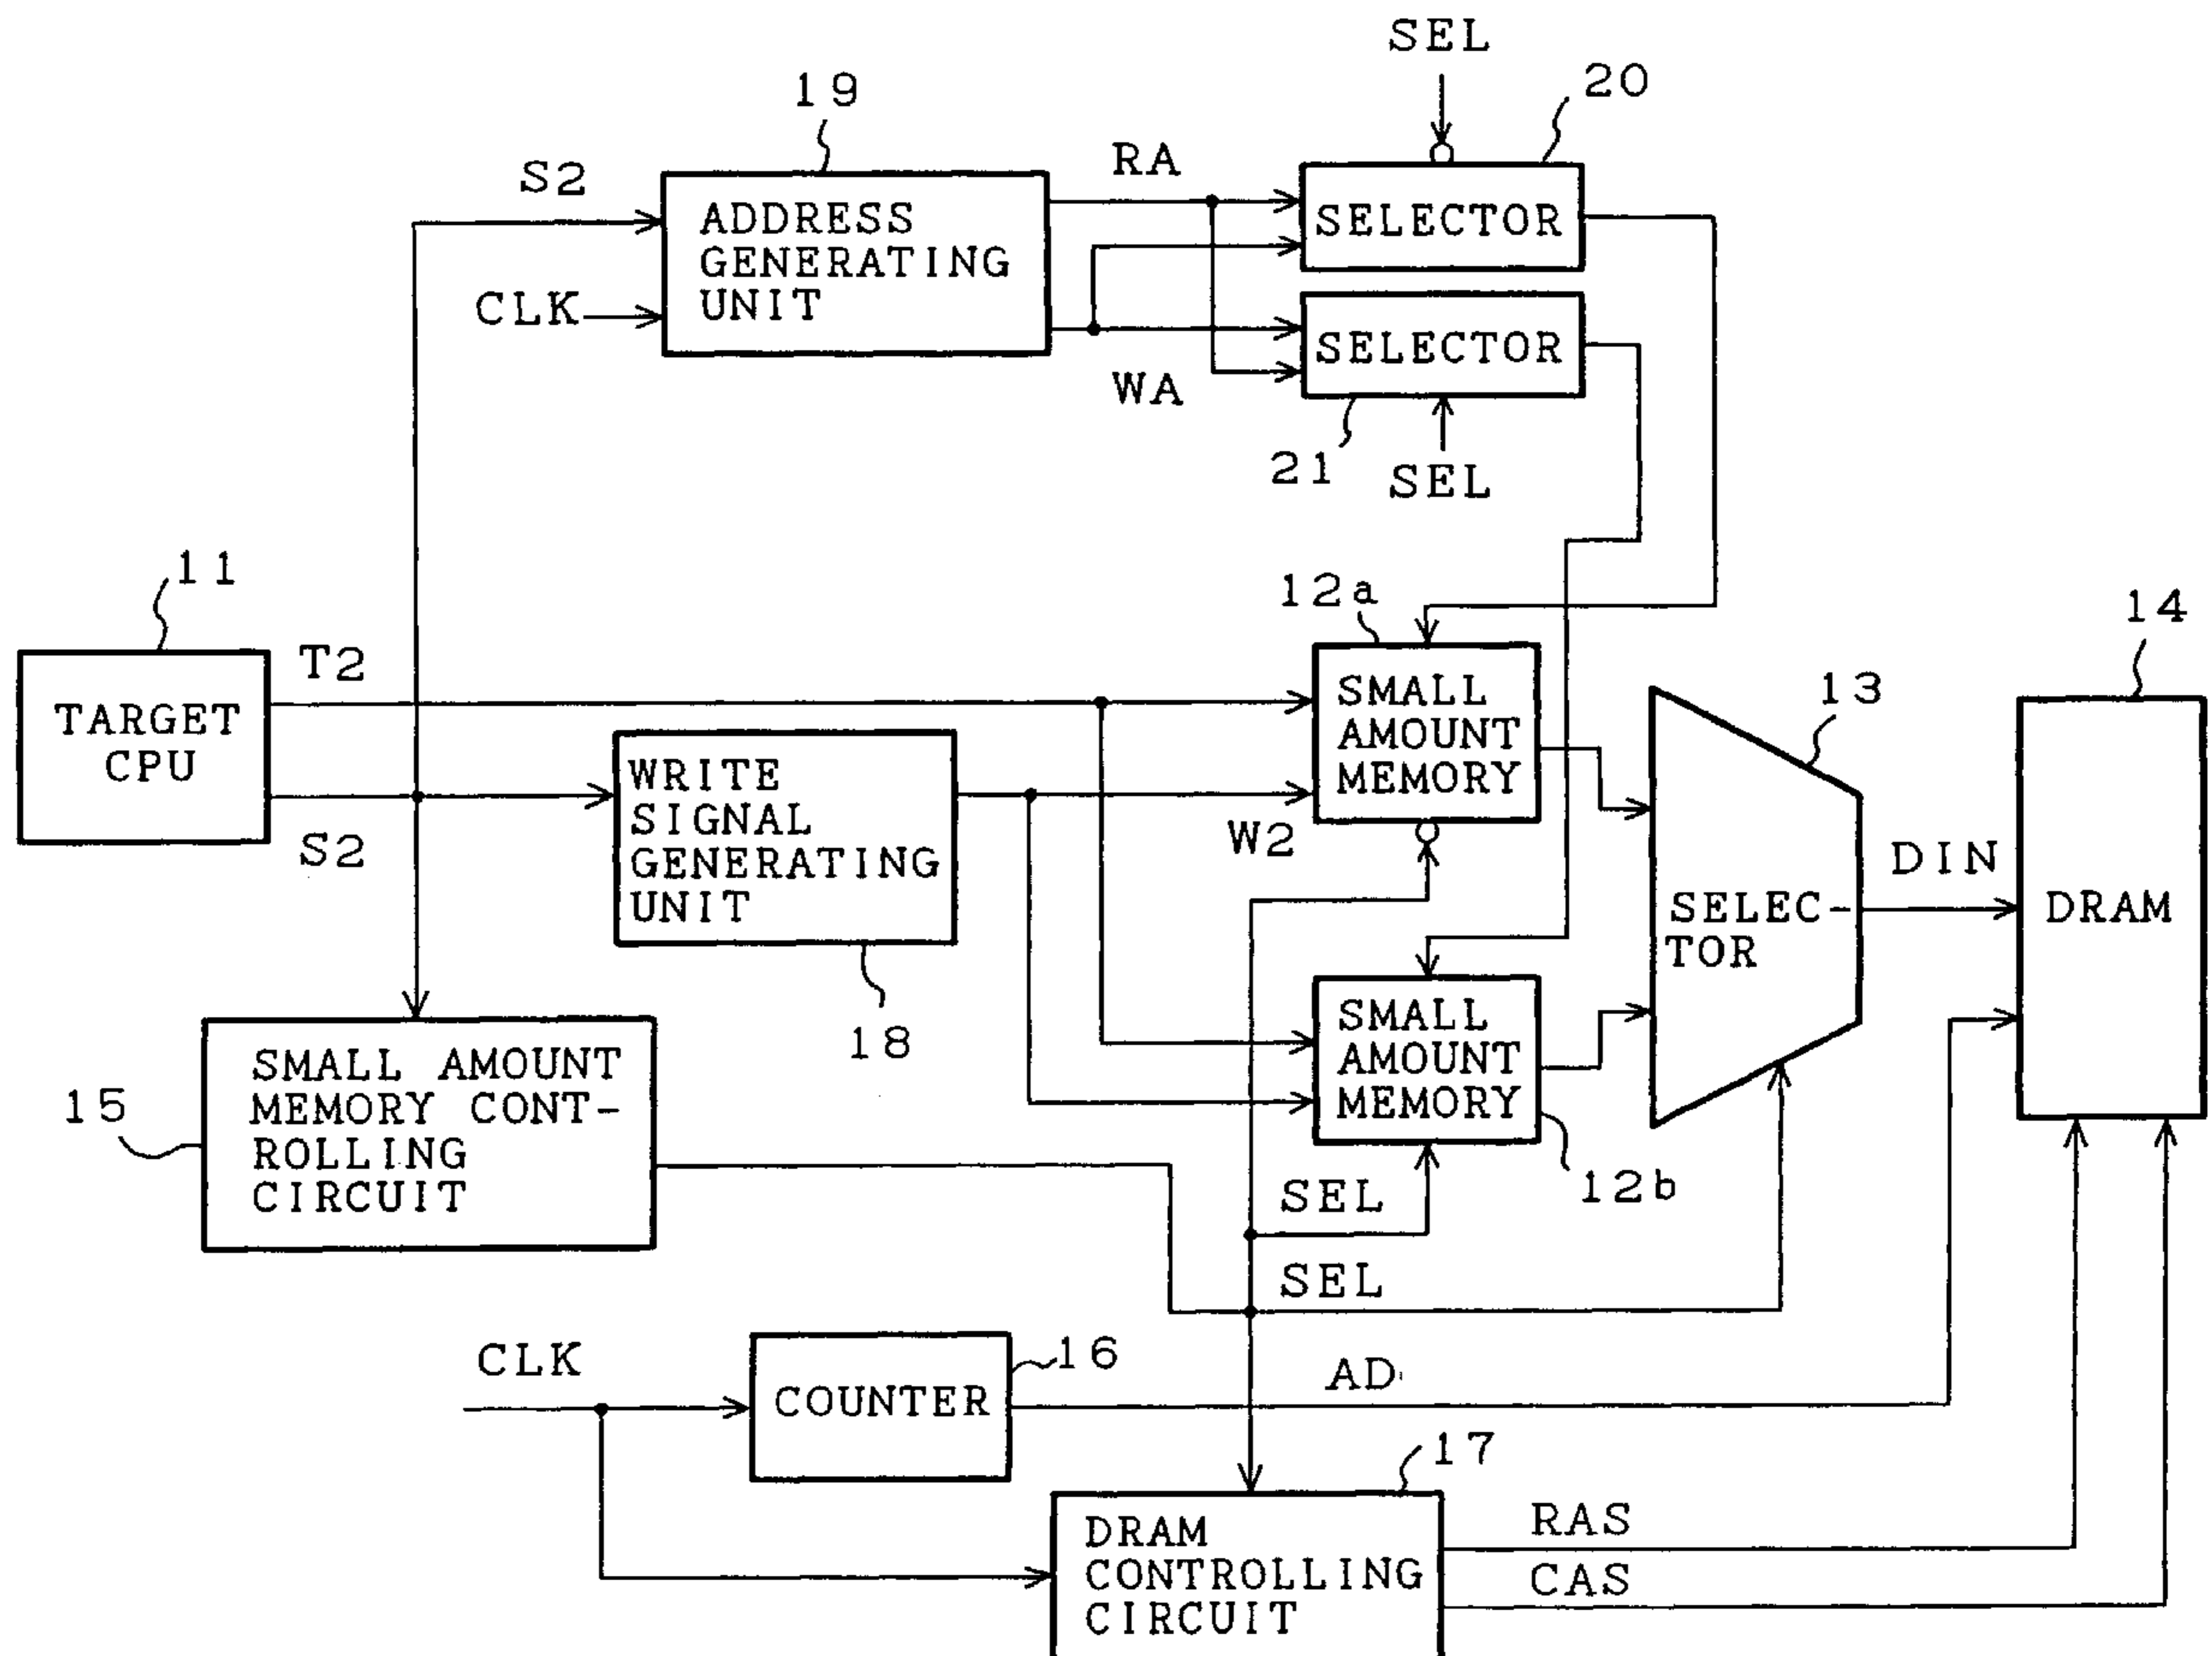 SEL
19
20
S2
RA
ADDRESS
GENERATING
UNIT
SELECTOR
CLK
SELECTOR
WA
21
SEL
11
12a
14
T2
TARGET
CPU
SMALL
AMOUNT
MEMORY
13
WRITE
SIGNAL
GENERATING
UNIT
S2
W2
DIN
SELEC-
TOR
DRAM
18
SMALL
AMOUNT
MEMORY
15
SMALL AMOUNT
MEMORY CONT-
ROLLING
CIRCUIT
12b
SEL
SEL
CLK
16
COUNTER
AD
17
DRAM
CONTROLLING
CIRCUIT
RAS
CAS